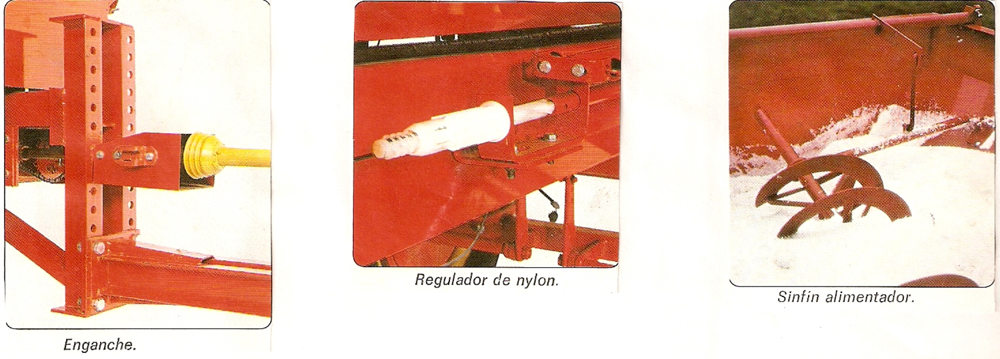 Enganche.
Regulador de nylon.
Sinfín alimentador.